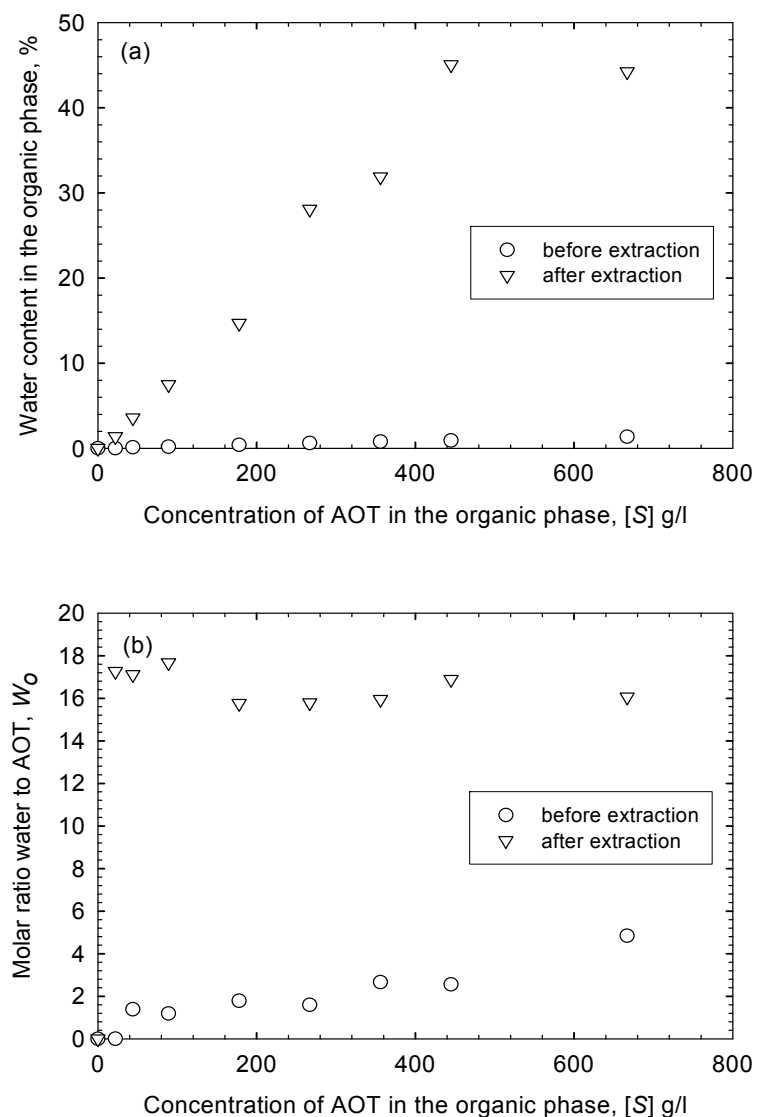 (a)
Water content in the organic phase, %
50
40
30
20
10
0
before extraction
after extraction
0 200 400 600 800
Concentration of AOT in the organic phase, [S] g/l
(b)
Molar ratio water to AOT, Wo
20
18
16
14
12
10
8
6
4
2
0
before extraction
after extraction
0 200 400 600 800
Concentration of AOT in the organic phase, [S] g/l